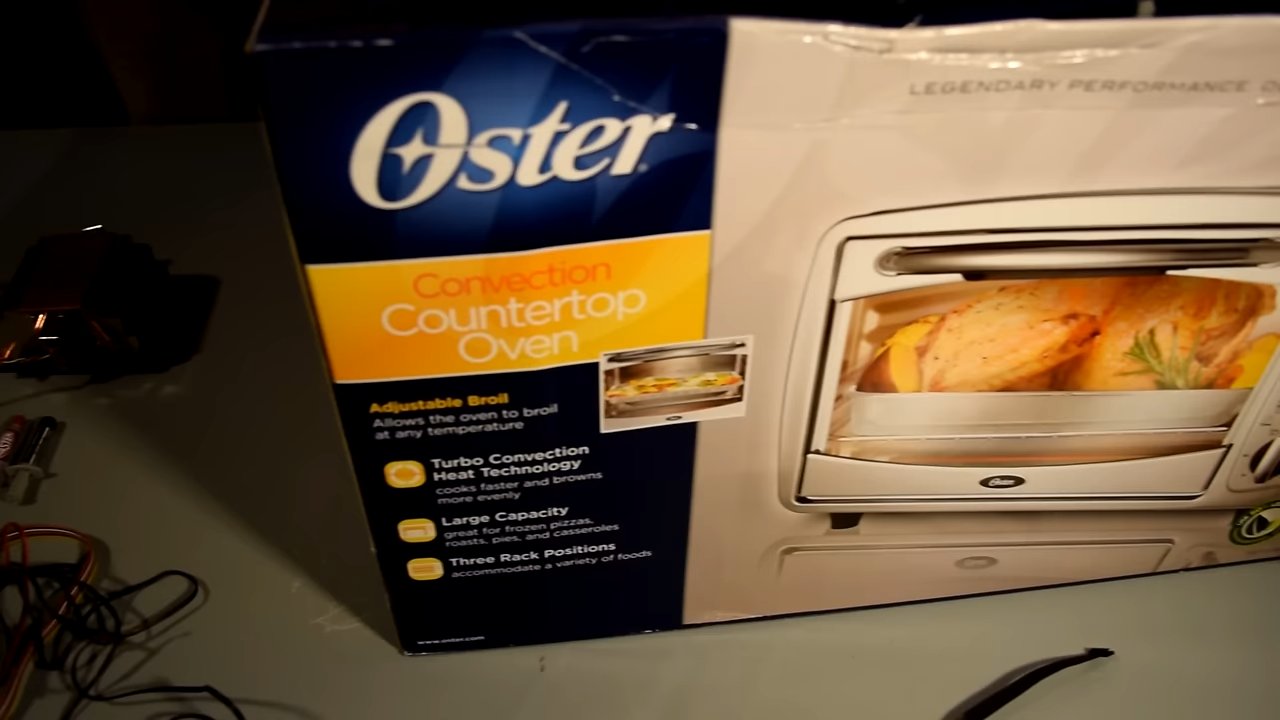 Oster
LEGENDARY PERFORMANCE
Convection
Countertop
Oven
Adjustable Broil
Allows the oven to broil
at any temperature
Turbo Convection
Heat Technology
cooks faster and browns
more evenly
Large Capacity
great for frozen pizzas,
roasts, pies, and casseroles
Three Rack Positions
accommodate a variety of foods
www.oster.com
Oster